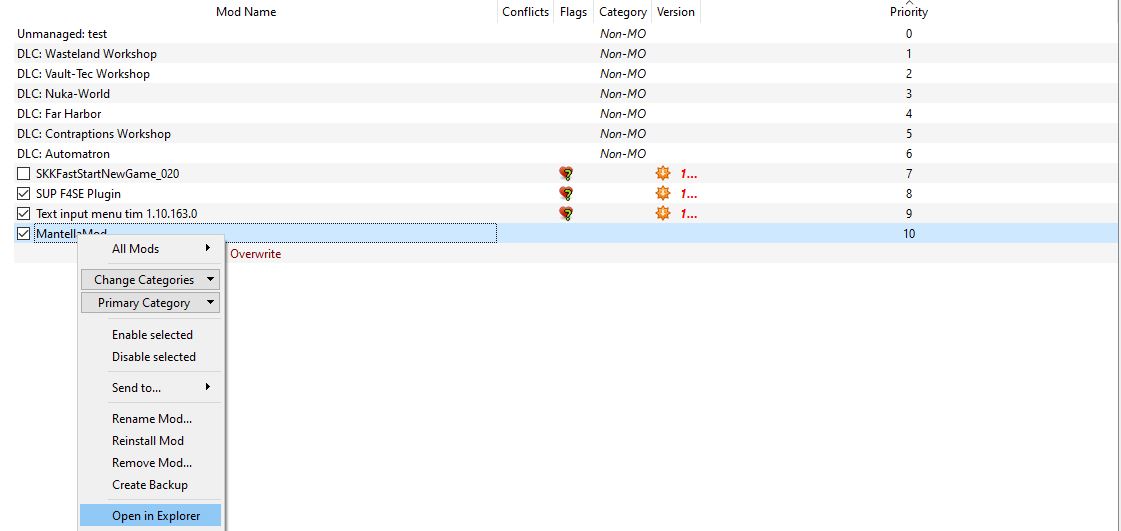 Mod Name Conflicts Flags Category Version Priority
Unmanaged: test Non-MO 0
DLC: Wasteland Workshop Non-MO 1
DLC: Vault-Tec Workshop Non-MO 2
DLC: Nuka-World Non-MO 3
DLC: Far Harbor Non-MO 4
DLC: Contraptions Workshop Non-MO 5
DLC: Automatron Non-MO 6
SKKFastStartNewGame_020 1... 7
SUP F4SE Plugin 1... 8
Text input menu tim 1.10.163.0 1... 9
MantellaMod 10
Overwrite
All Mods
Change Categories
Primary Category
Enable selected
Disable selected
Send to...
Rename Mod...
Reinstall Mod
Remove Mod...
Create Backup
Open in Explorer